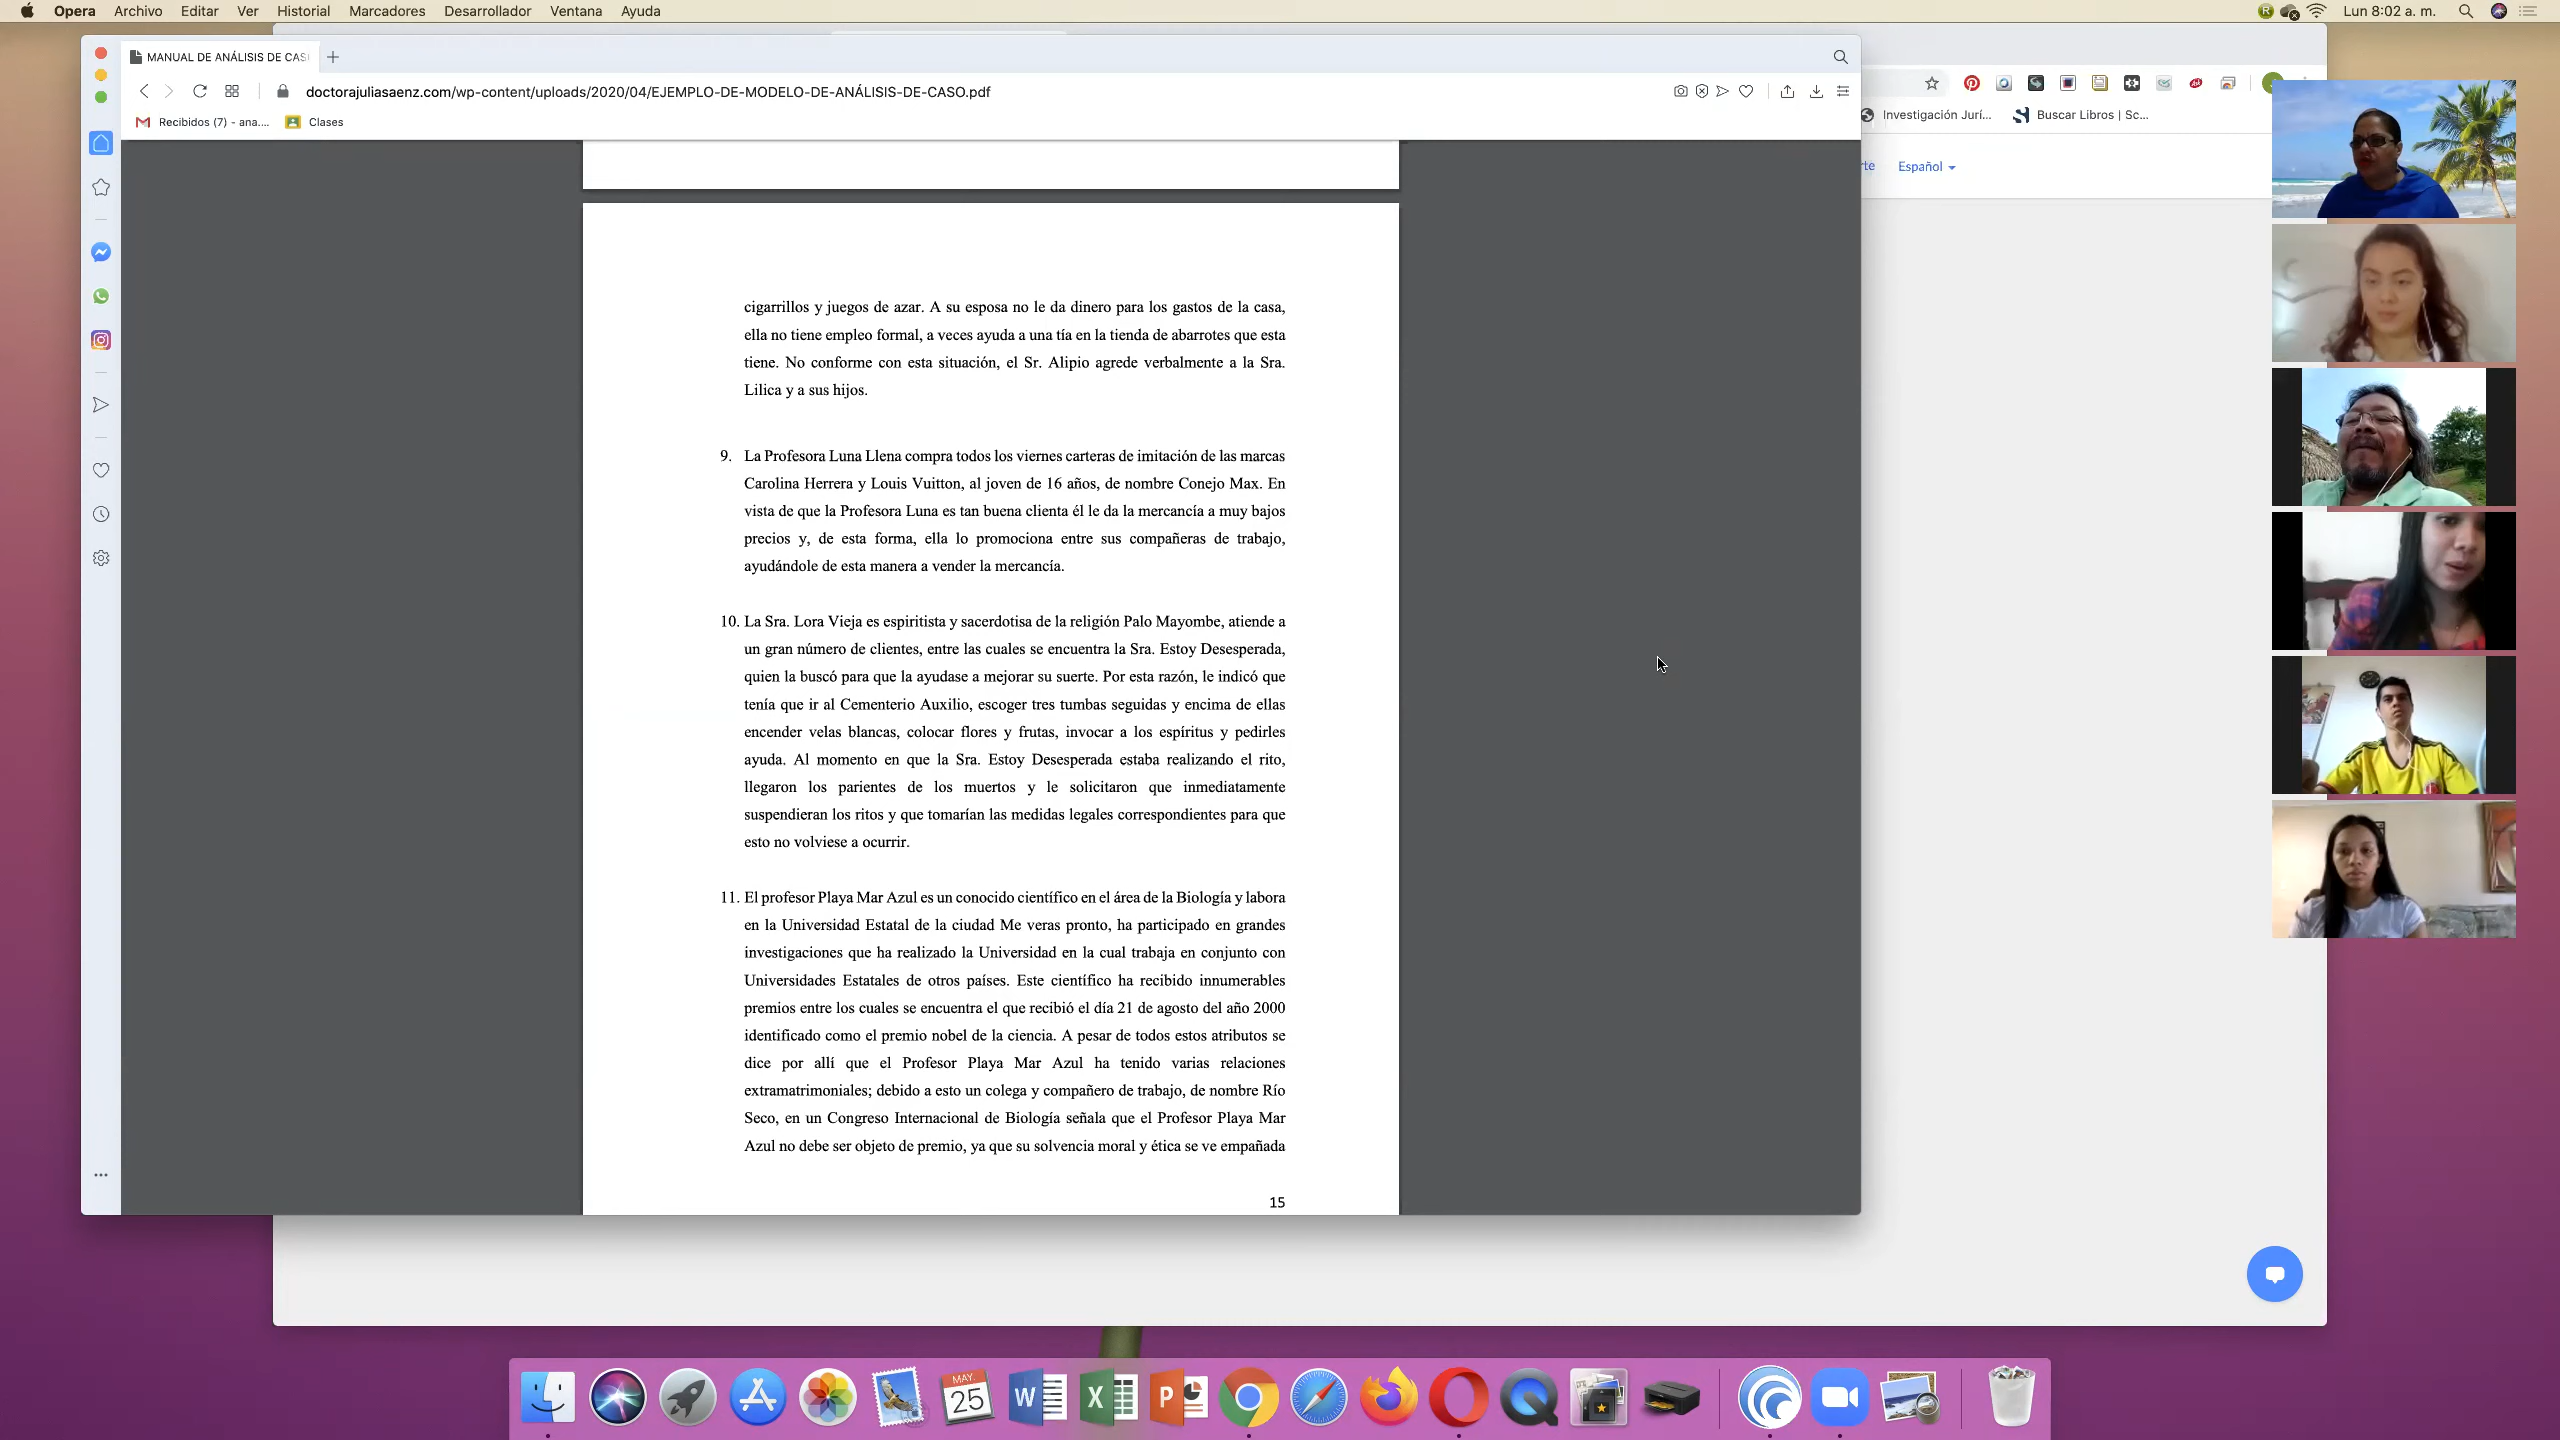 Opera Archivo Editar Ver Historial Marcadores Desarrollador Ventana Ayuda
Lun 8:02 a. m.
MANUAL DE ANÁLISIS DE CAS
doctorajuliasaenz.com/wp-content/uploads/2020/04/EJEMPLO-DE-MODELO-DE-ANÁLISIS-DE-CASO.pdf
Recibidos (7) - ana.... Clases
Investigación Jurí... Buscar Libros | Sc...
rte Español
cigarrillos y juegos de azar. A su esposa no le da dinero para los gastos de la casa,
ella no tiene empleo formal, a veces ayuda a una tía en la tienda de abarrotes que esta
tiene. No conforme con esta situación, el Sr. Alipio agrede verbalmente a la Sra.
Lilica y a sus hijos.
9. La Profesora Luna Llena compra todos los viernes carteras de imitación de las marcas
Carolina Herrera y Louis Vuitton, al joven de 16 años, de nombre Conejo Max. En
vista de que la Profesora Luna es tan buena clienta él le da la mercancía a muy bajos
precios y, de esta forma, ella lo promociona entre sus compañeras de trabajo,
ayudándole de esta manera a vender la mercancía.
10. La Sra. Lora Vieja es espiritista y sacerdotisa de la religión Palo Mayombe, atiende a
un gran número de clientes, entre las cuales se encuentra la Sra. Estoy Desesperada,
quien la buscó para que la ayudase a mejorar su suerte. Por esta razón, le indicó que
tenía que ir al Cementerio Auxilio, escoger tres tumbas seguidas y encima de ellas
encender velas blancas, colocar flores y frutas, invocar a los espíritus y pedirles
ayuda. Al momento en que la Sra. Estoy Desesperada estaba realizando el rito,
llegaron los parientes de los muertos y le solicitaron que inmediatamente
suspendieran los ritos y que tomarían las medidas legales correspondientes para que
esto no volviese a ocurrir.
11. El profesor Playa Mar Azul es un conocido científico en el área de la Biología y labora
en la Universidad Estatal de la ciudad Me veras pronto, ha participado en grandes
investigaciones que ha realizado la Universidad en la cual trabaja en conjunto con
Universidades Estatales de otros países. Este científico ha recibido innumerables
premios entre los cuales se encuentra el que recibió el día 21 de agosto del año 2000
identificado como el premio nobel de la ciencia. A pesar de todos estos atributos se
dice por allí que el Profesor Playa Mar Azul ha tenido varias relaciones
extramatrimoniales; debido a esto un colega y compañero de trabajo, de nombre Río
Seco, en un Congreso Internacional de Biología señala que el Profesor Playa Mar
Azul no debe ser objeto de premio, ya que su solvencia moral y ética se ve empañada
15
MAY.
25
W X P